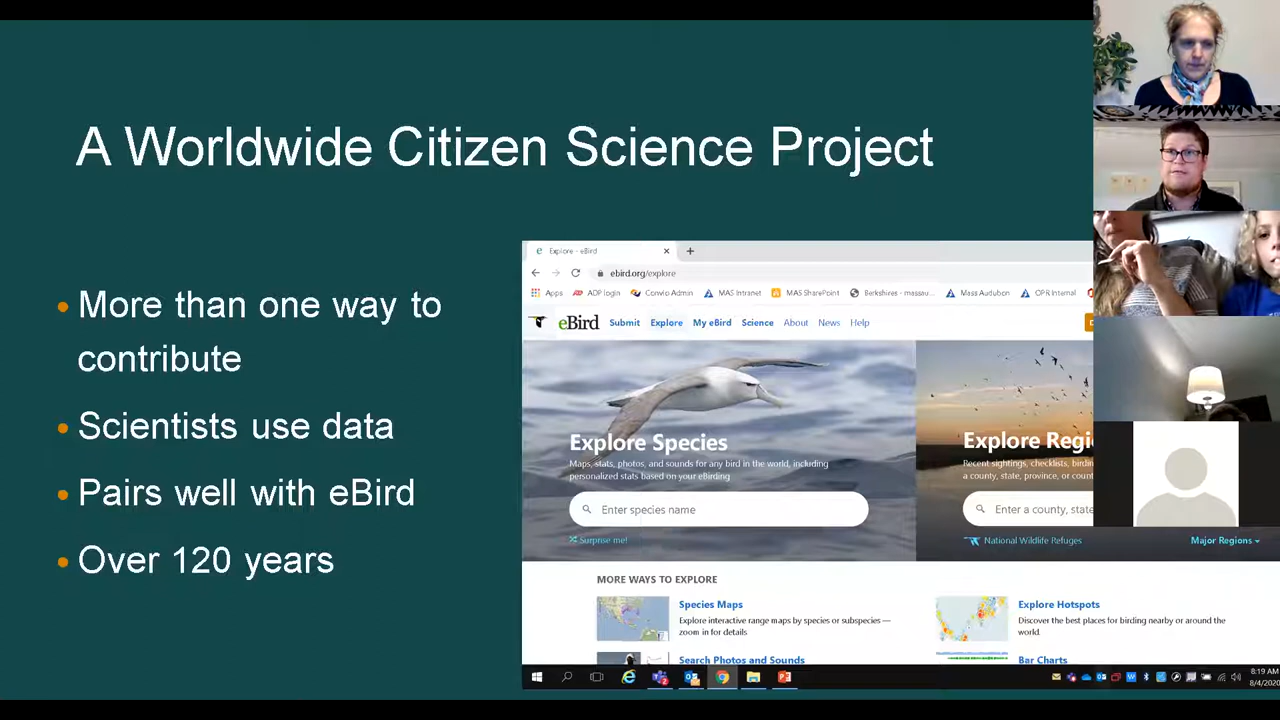 A Worldwide Citizen Science Project
• More than one way to
contribute
• Scientists use data
• Pairs well with eBird
• Over 120 years
Explore - eBird
ebird.org/explore
Apps ADP login Convio Admin MAS Intranet MAS SharePoint Berkshires - massau... Mass Audubon OPR Internal
eBird Submit Explore My eBird Science About News Help
Explore Species
Maps, stats, photos, and sounds for any bird in the world, including
personalized stats based on your eBirding
Enter species name
Surprise me!
Explore Regi
Recent sightings, checklists, birdin
a county, state, province, or count
Enter a county, state
National Wildlife Refuges
Major Regions
MORE WAYS TO EXPLORE
Species Maps
Explore interactive range maps by species or subspecies —
zoom in for details
Explore Hotspots
Discover the best places for birding nearby or around the
world.
Search Photos and Sounds
Bar Charts
8:19 AM
8/4/2020